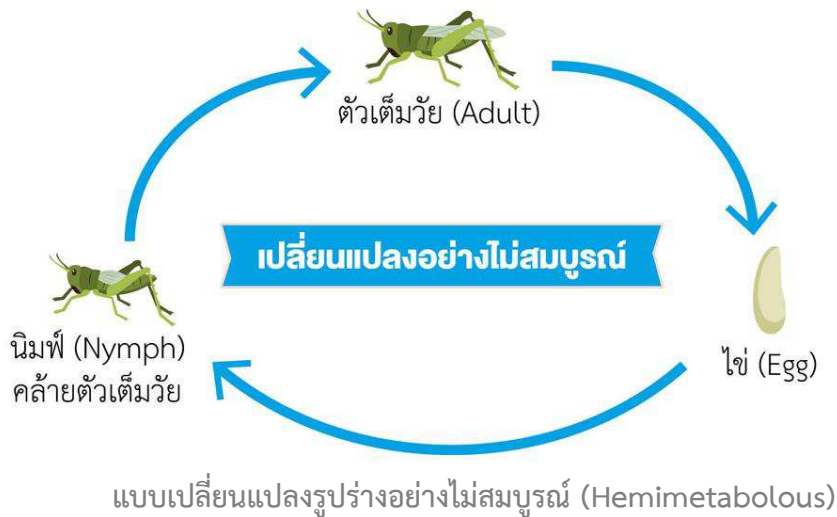 ตัวเต็มวัย (Adult)
เปลี่ยนแปลงอย่างไม่สมบูรณ์
นิมฟ์ (Nymph)
คล้ายตัวเต็มวัย
ไข่ (Egg)
แบบเปลี่ยนแปลงรูปร่างอย่างไม่สมบูรณ์ (Hemimetabolous)